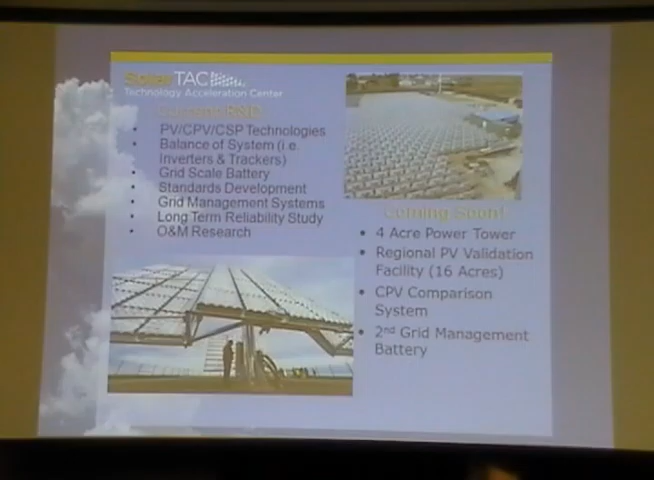 SolarTAC
Technology Acceleration Center
Current R&D
• PV/CPV/CSP Technologies
• Balance of System (i.e.
Inverters & Trackers)
• Grid Scale Battery
• Standards Development
• Grid Management Systems
• Long Term Reliability Study
• O&M Research
Coming Soon!
• 4 Acre Power Tower
• Regional PV Validation
Facility (16 Acres)
• CPV Comparison
System
• 2nd Grid Management
Battery